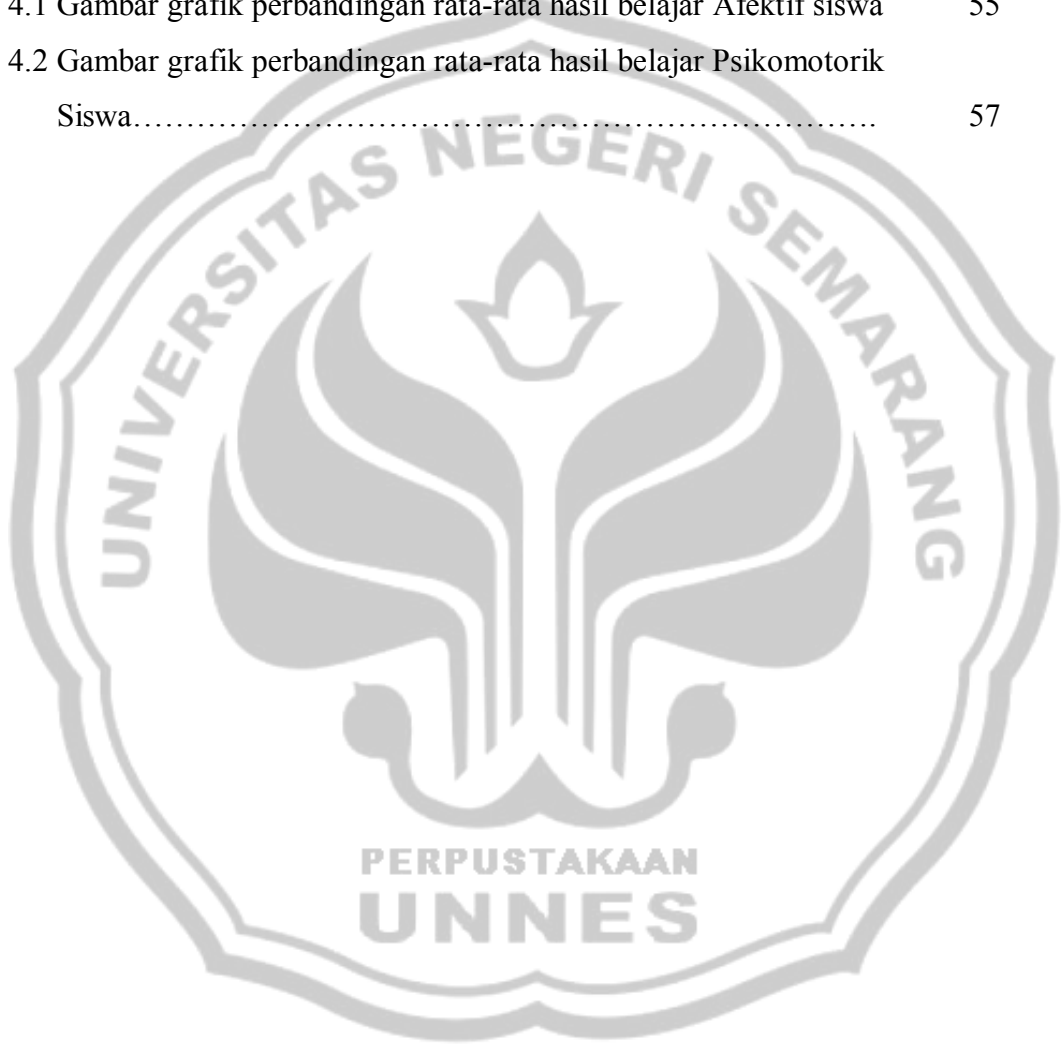 4.1 Gambar grafik perbandingan rata-rata hasil belajar Afektif siswa 55
4.2 Gambar grafik perbandingan rata-rata hasil belajar Psikomotorik
Siswa…………………………………………………………. 57
UNIVERSITAS NEGERI SEMARANG
PERPUSTAKAAN
UNNES